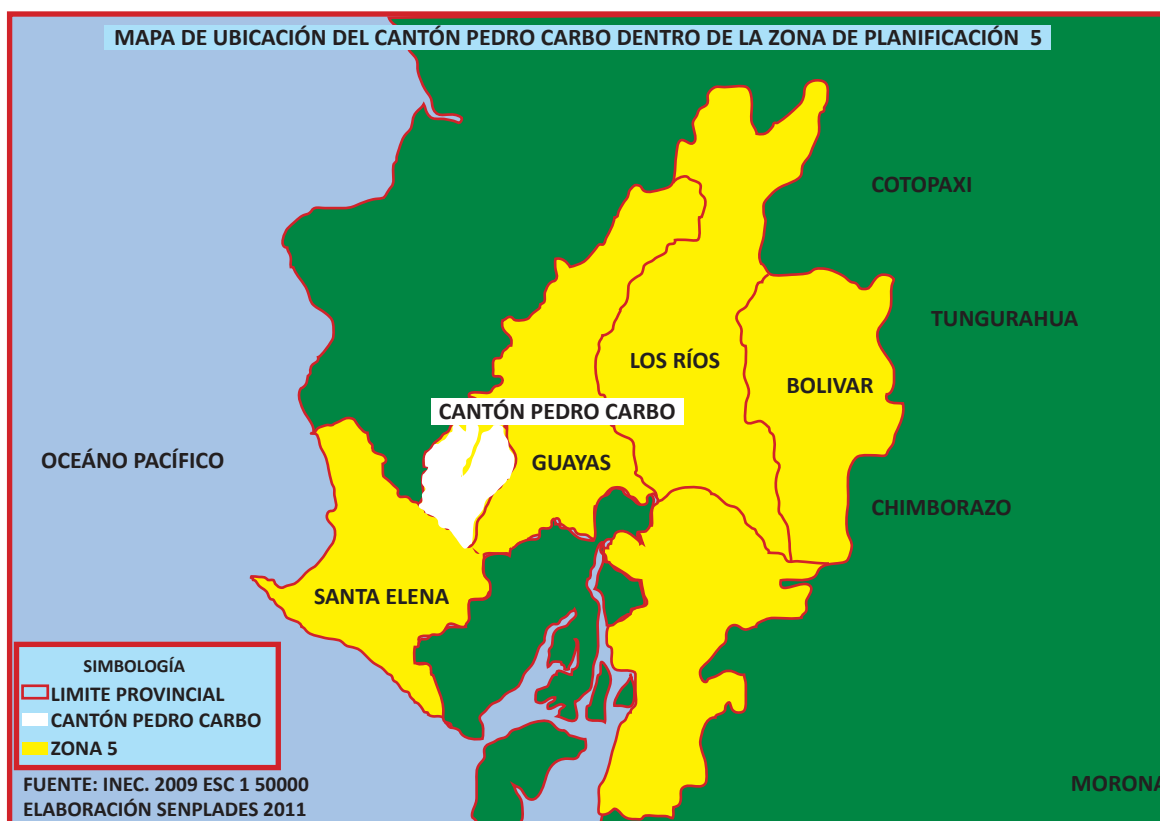 MAPA DE UBICACIÓN DEL CANTÓN PEDRO CARBO DENTRO DE LA ZONA DE PLANIFICACIÓN 5
COTOPAXI
TUNGURAHUA
LOS RÍOS
BOLIVAR
CANTÓN PEDRO CARBO
OCEÁNO PACÍFICO
GUAYAS
CHIMBORAZO
SANTA ELENA
SIMBOLOGÍA
LIMITE PROVINCIAL
CANTÓN PEDRO CARBO
ZONA 5
FUENTE: INEC. 2009 ESC 1 50000
ELABORACIÓN SENPLADES 2011
MORONA